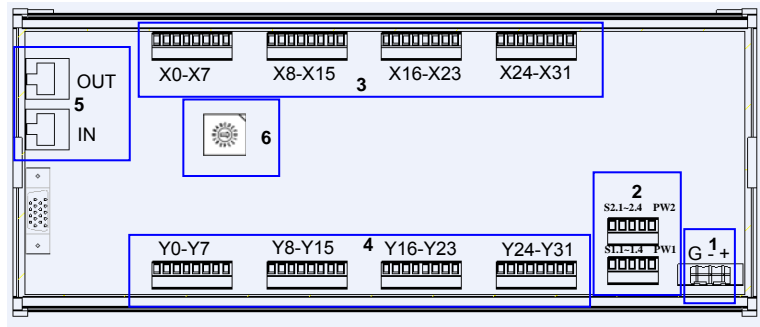 X0-X7 X8-X15 X16-X23 X24-X31
3
OUT
5
IN
6
2
S2.1~2.4 PW2
S1.1~1.4 PW1
1
G - +
4
Y0-Y7 Y8-Y15 Y16-Y23 Y24-Y31